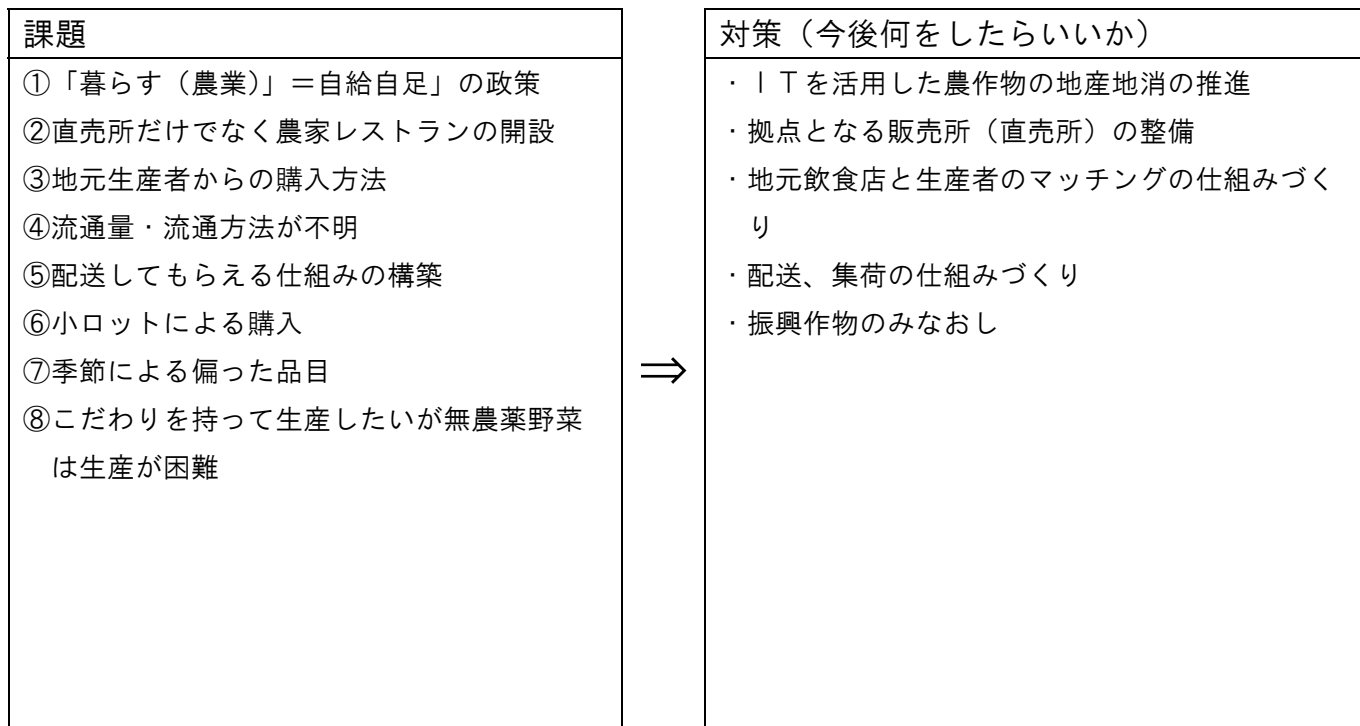 課題
①「暮らす（農業）」＝自給自足」の政策
②直売所だけでなく農家レストランの開設
③地元生産者からの購入方法
④流通量・流通方法が不明
⑤配送してもらえる仕組みの構築
⑥小ロットによる購入
⑦季節による偏った品目
⑧こだわりを持って生産したいが無農薬野菜
は生産が困難
⇒
対策（今後何をしたらいいか）
・ＩＴを活用した農作物の地産地消の推進
・拠点となる販売所（直売所）の整備
・地元飲食店と生産者のマッチングの仕組みづく
り
・配送、集荷の仕組みづくり
・振興作物のみなおし